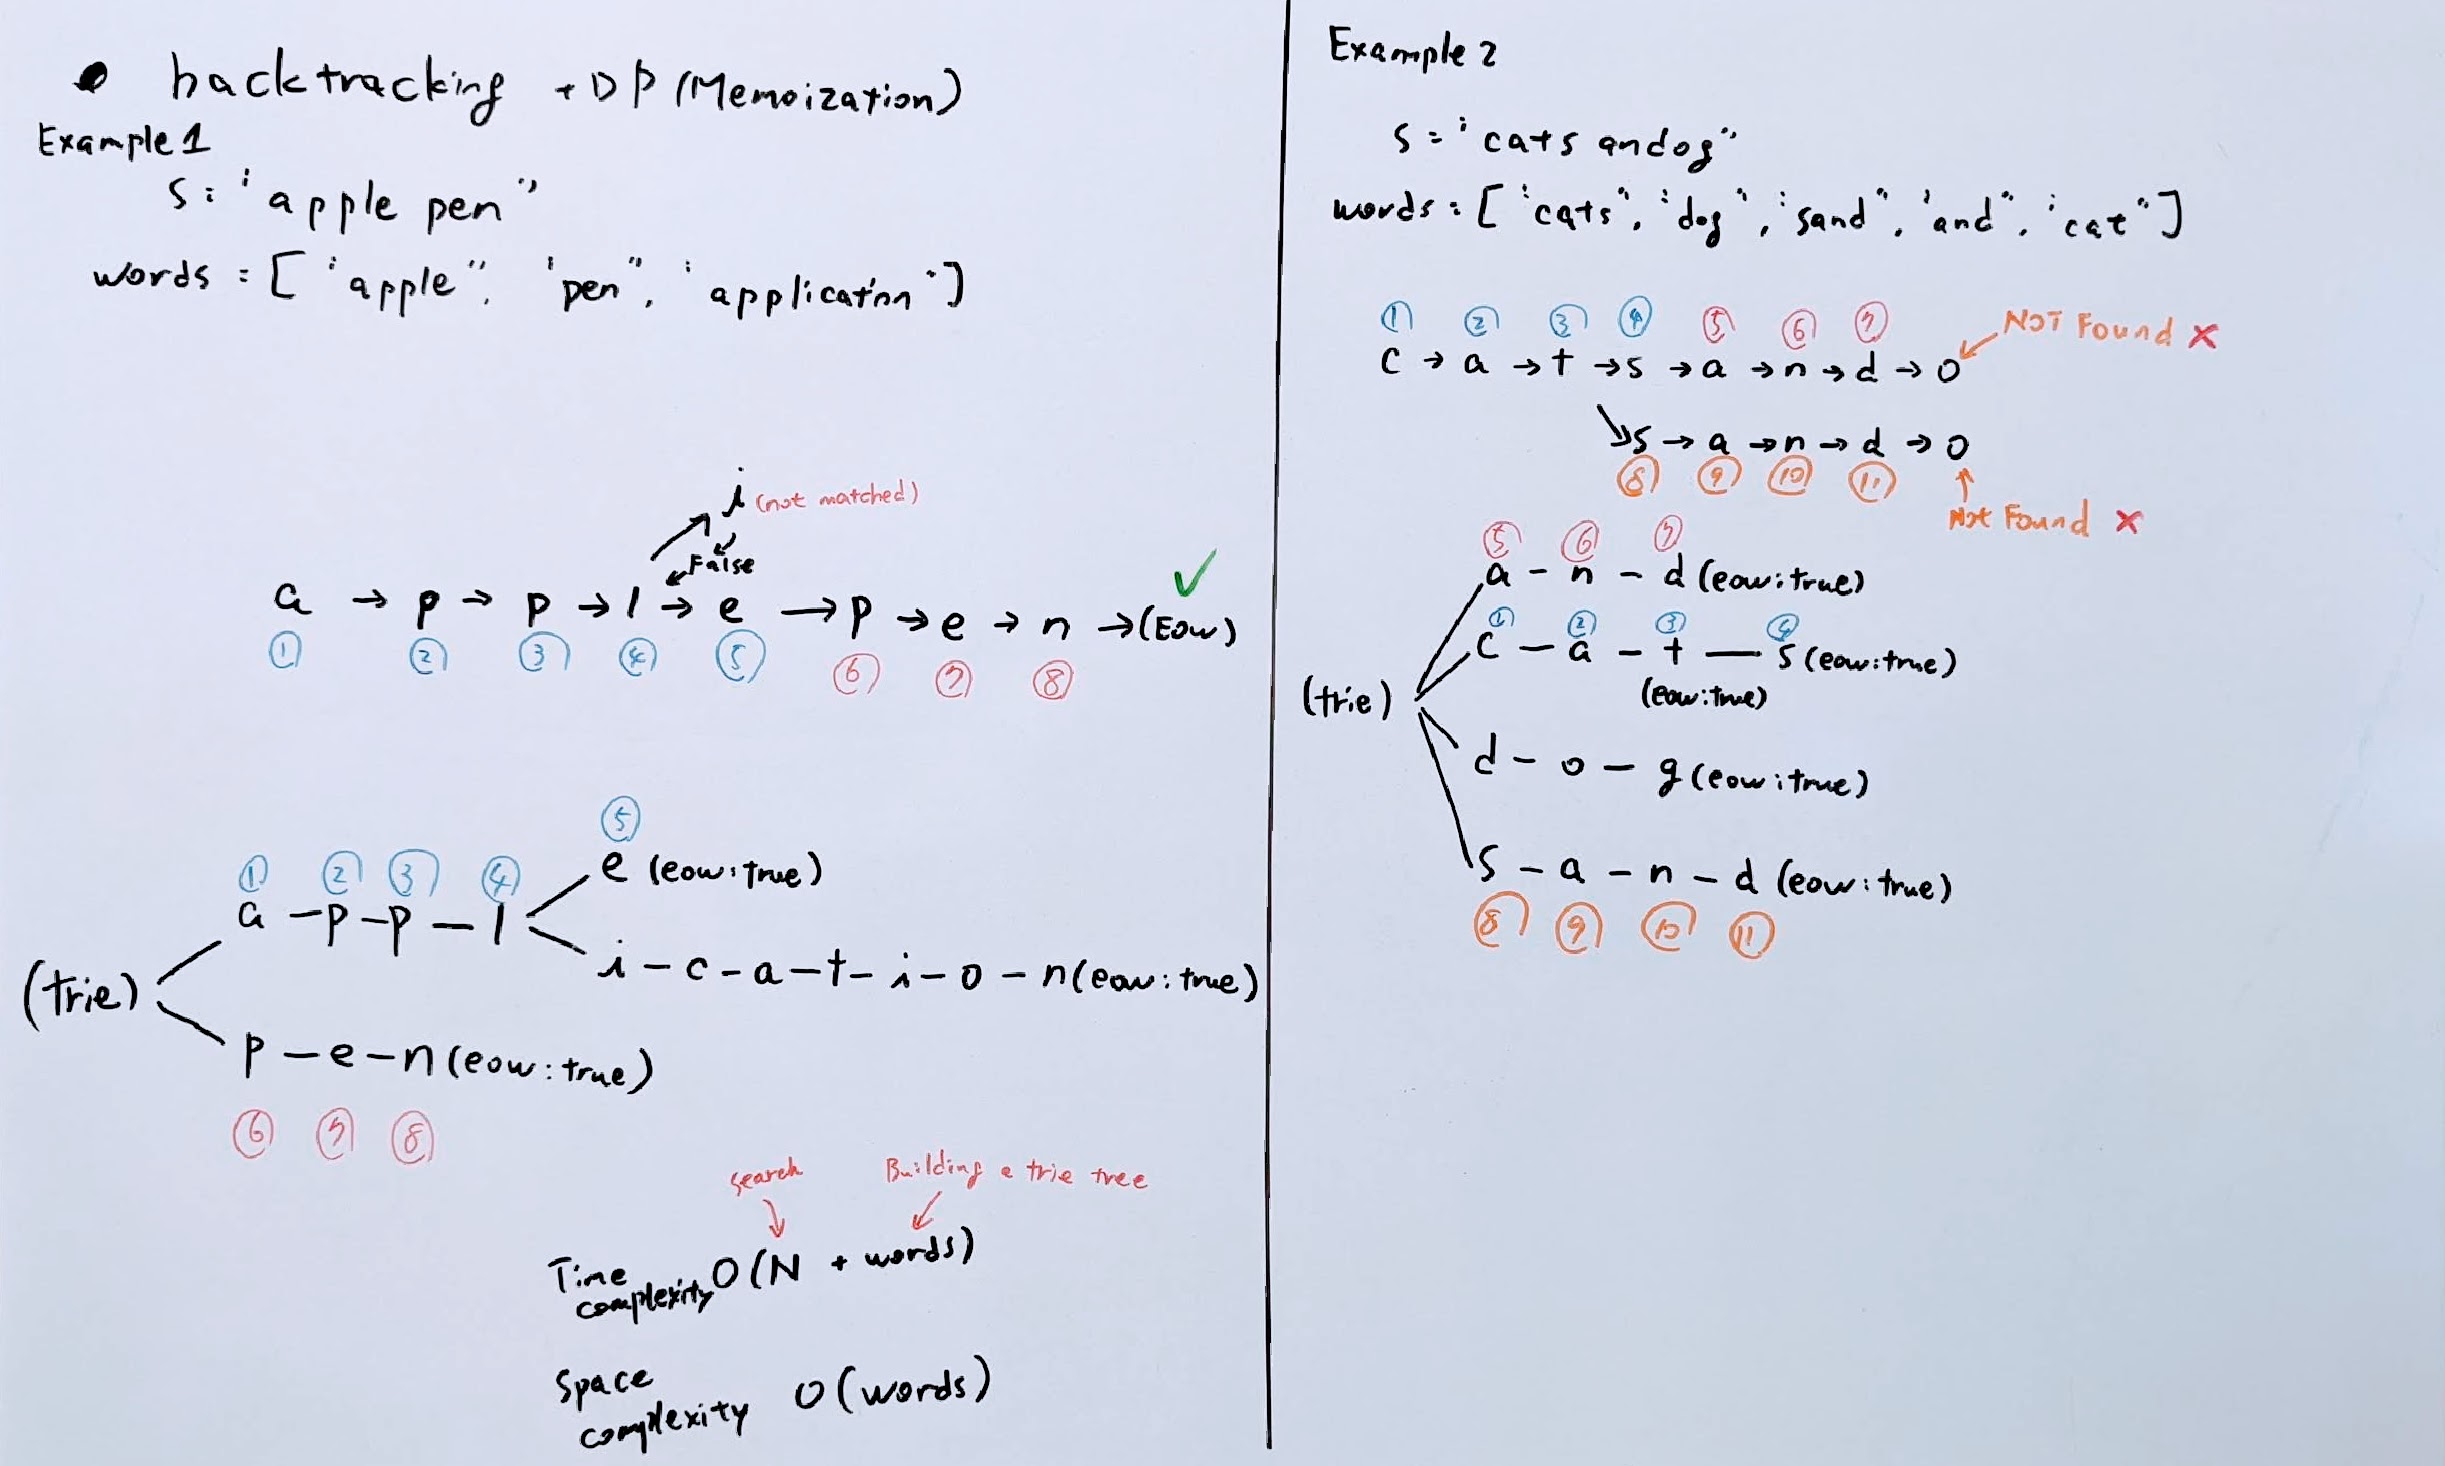 • backtracking + DP (Memoization)
Example 1
s: "apple pen"
words = ["apple", "pen", "application"]
i (not matched)
False
a → p → p → l → e → p → e → n → (EOW) ✓
① ② ③ ④ ⑤ ⑥ ⑦ ⑧
⑤
e (eow: true)
① ② ③ ④
a – p – p – l
i – c – a – t – i – o – n (eow: true)
(trie)
p – e – n (eow: true)
⑥ ⑦ ⑧
search Building a trie tree
Time complexity O(N + words)
Space complexity O(words)
Example 2
s = "cats andog"
words = ["cats", "dog", "sand", "and", "cat"]
① ② ③ ④ ⑤ ⑥ ⑦ NOT Found ✗
c → a → t → s → a → n → d → o
s → a → n → d → o
⑧ ⑨ ⑩ ⑪
Not Found ✗
⑤ ⑥ ⑦
a – n – d (eow: true)
① ② ③ ④
c – a – t — s (eow: true)
(eow: true)
(trie)
d – o – g (eow: true)
s – a – n – d (eow: true)
⑧ ⑨ ⑩ ⑪